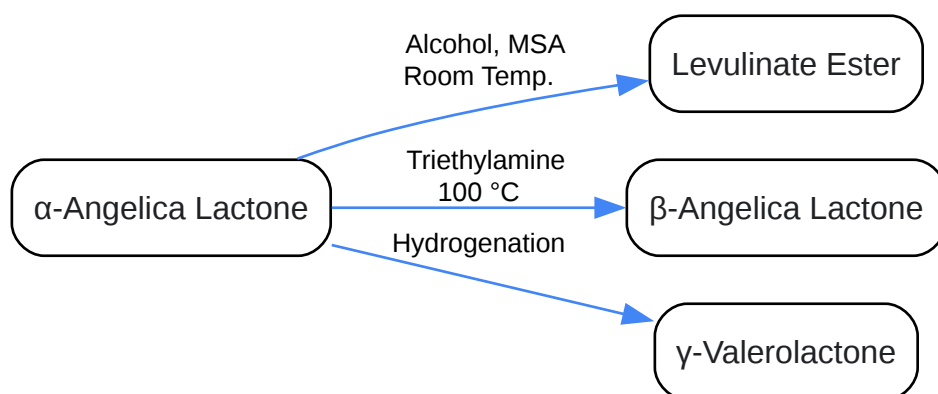 Alcohol, MSA
Room Temp.
Levulinate Ester
α-Angelica Lactone
Triethylamine
100 °C
β-Angelica Lactone
Hydrogenation
γ-Valerolactone